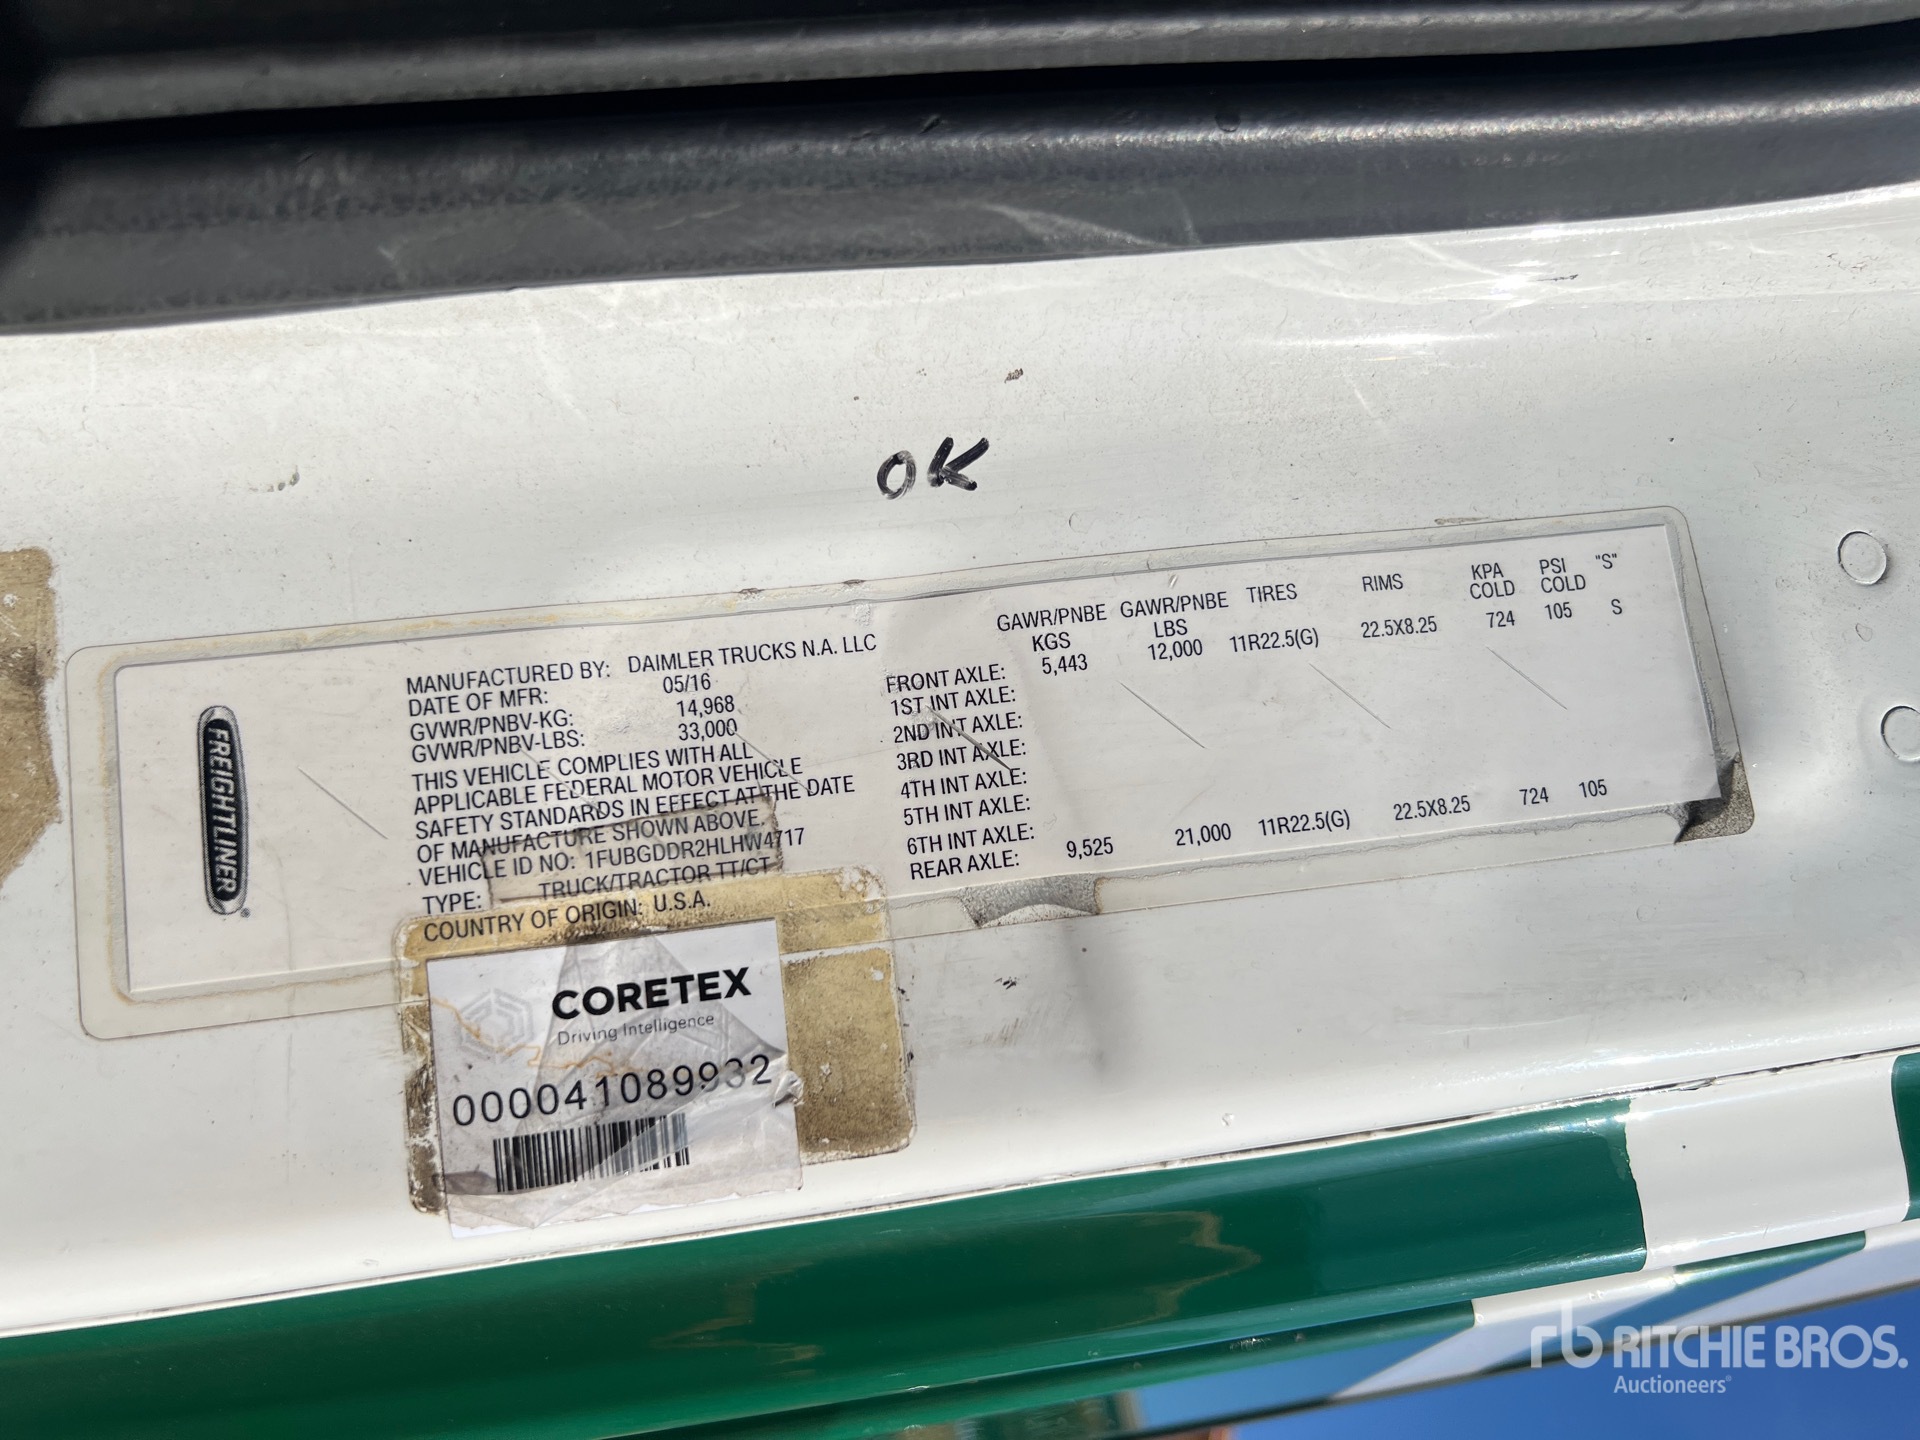 OK
FREIGHTLINER
MANUFACTURED BY: DAIMLER TRUCKS N.A. LLC
DATE OF MFR: 05/16
GVWR/PNBV-KG: 14,968
GVWR/PNBV-LBS: 33,000
THIS VEHICLE COMPLIES WITH ALL
APPLICABLE FEDERAL MOTOR VEHICLE
SAFETY STANDARDS IN EFFECT AT THE DATE
OF MANUFACTURE SHOWN ABOVE.
VEHICLE ID NO: 1FUBGDDR2HLHW4717
TYPE: TRUCK/TRACTOR TT/CT
COUNTRY OF ORIGIN: U.S.A.
GAWR/PNBE GAWR/PNBE TIRES RIMS KPA PSI "S"
KGS LBS COLD COLD
FRONT AXLE: 5,443 12,000 11R22.5(G) 22.5X8.25 724 105 S
1ST INT AXLE:
2ND INT AXLE:
3RD INT AXLE:
4TH INT AXLE:
5TH INT AXLE:
6TH INT AXLE:
REAR AXLE: 9,525 21,000 11R22.5(G) 22.5X8.25 724 105
CORETEX
Driving Intelligence
000041089932
rb RITCHIE BROS.
Auctioneers®